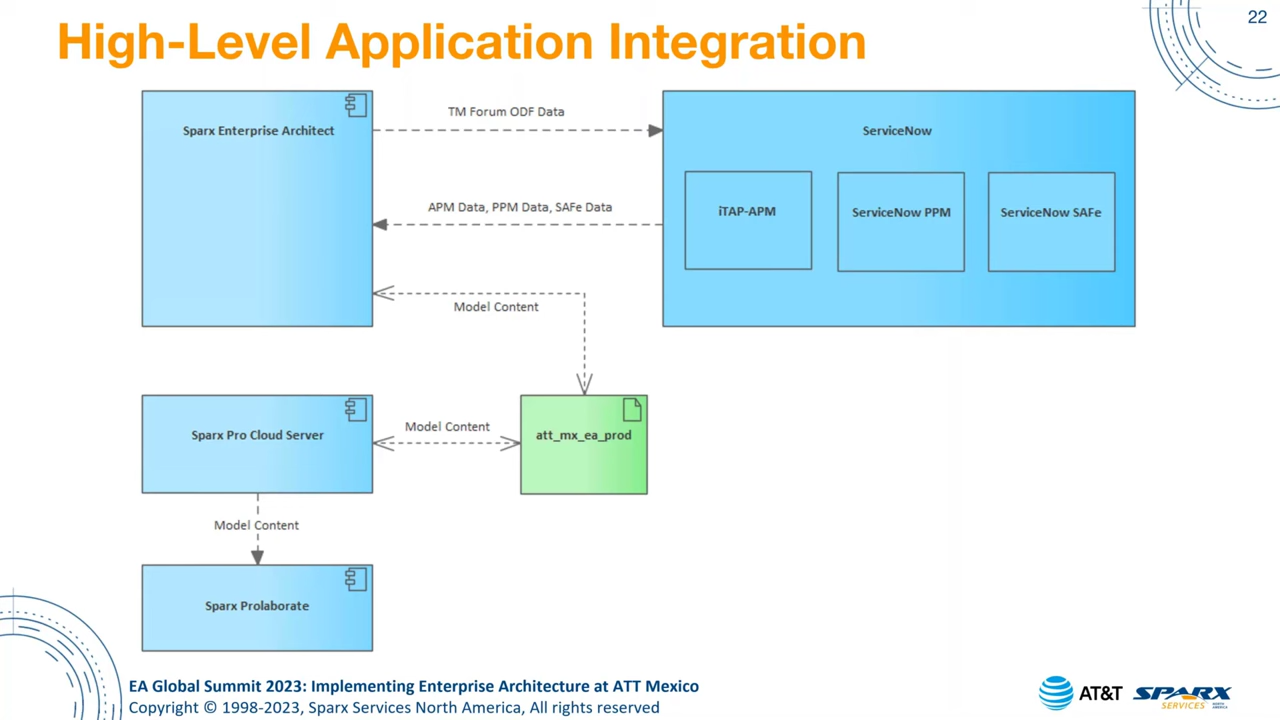 22
High-Level Application Integration
Sparx Enterprise Architect
TM Forum ODF Data
ServiceNow
APM Data, PPM Data, SAFe Data
iTAP-APM
ServiceNow PPM
ServiceNow SAFe
Model Content
Sparx Pro Cloud Server
Model Content
att_mx_ea_prod
Model Content
Sparx Prolaborate
EA Global Summit 2023: Implementing Enterprise Architecture at ATT Mexico
Copyright © 1998-2023, Sparx Services North America, All rights reserved
AT&T
SPARX
SERVICES
NORTH
AMERICA